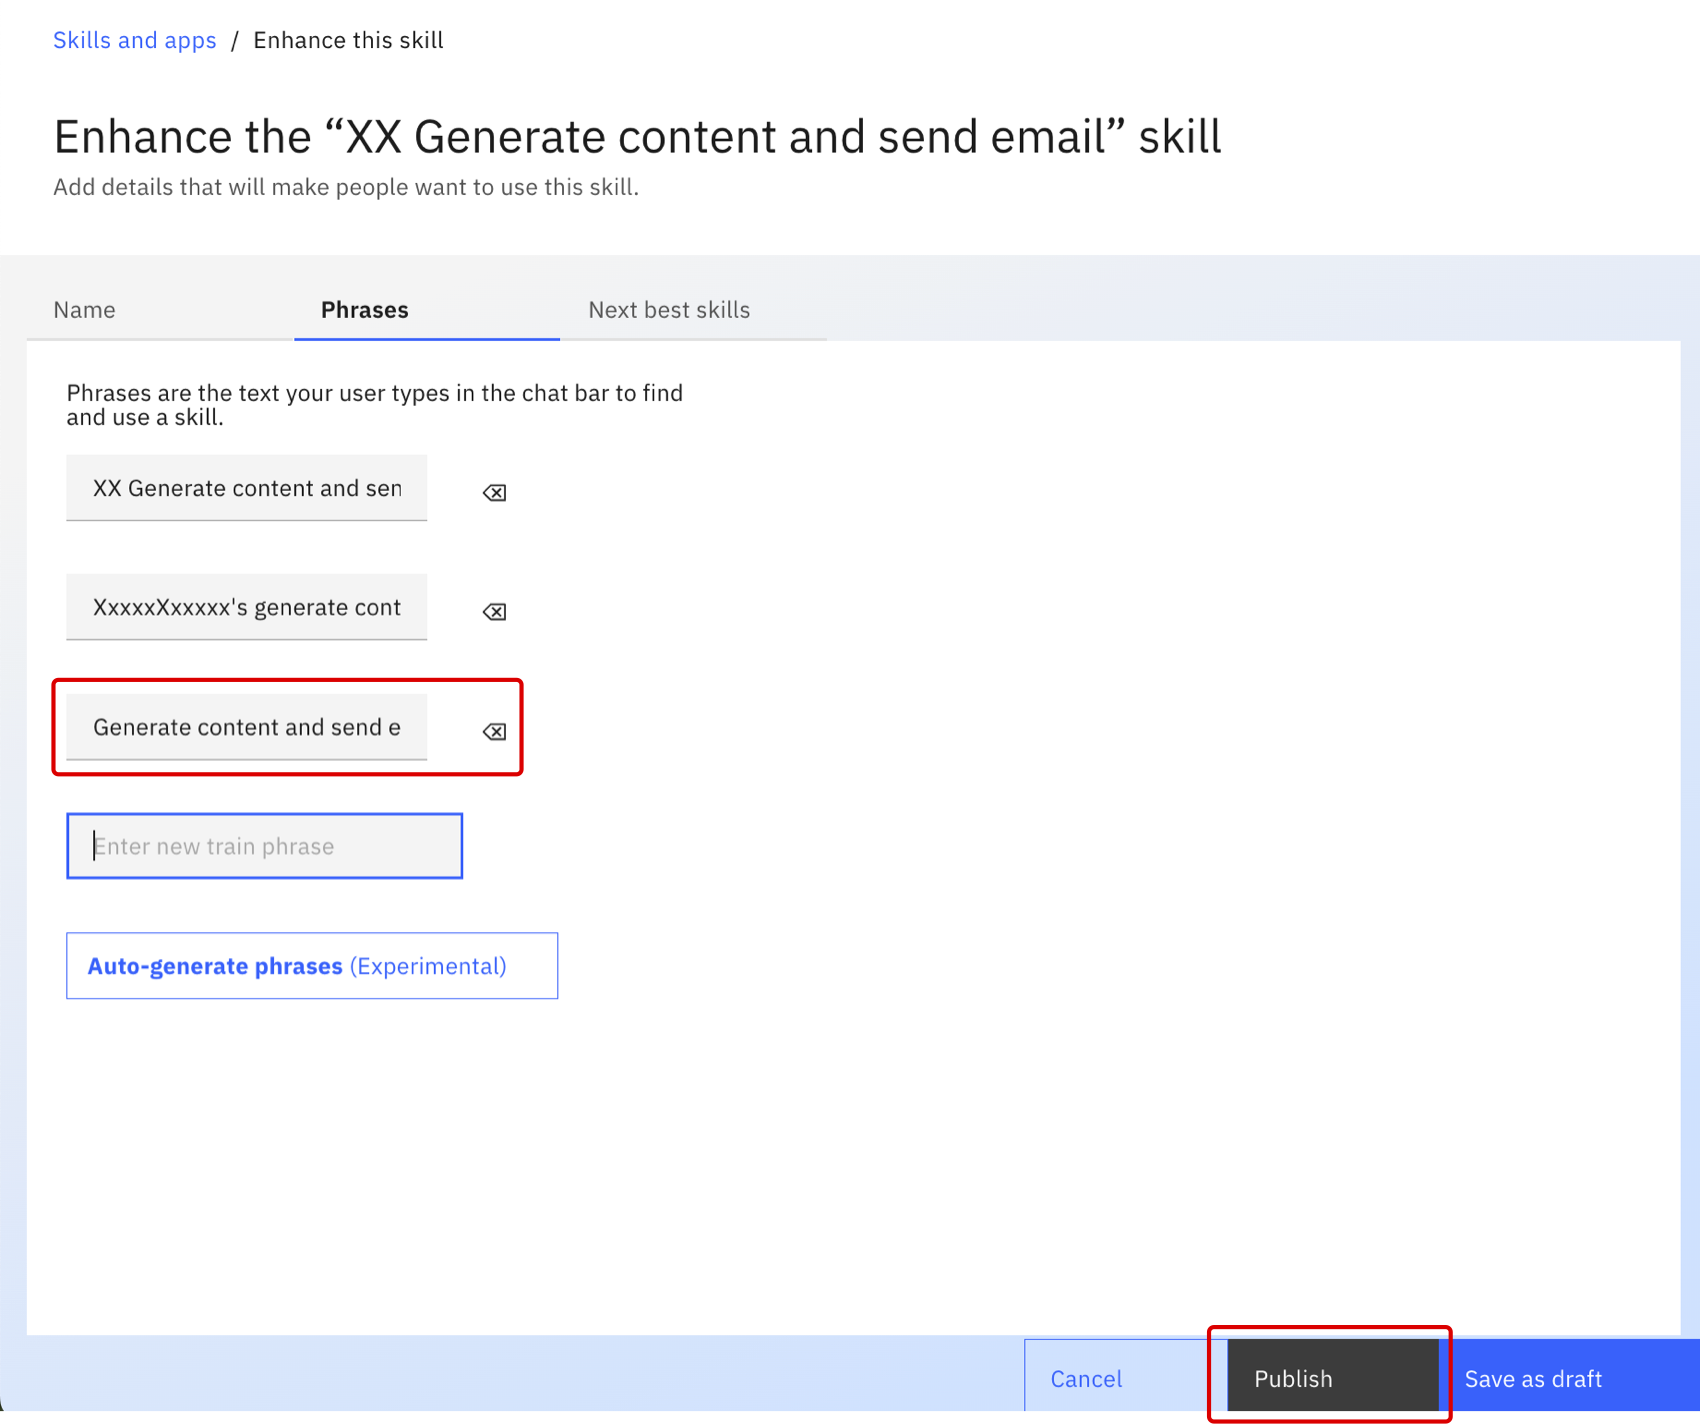 Skills and apps / Enhance this skill
Enhance the “XX Generate content and send email” skill
Add details that will make people want to use this skill.
Name Phrases Next best skills
Phrases are the text your user types in the chat bar to find
and use a skill.
XX Generate content and sen
XxxxxXxxxxx's generate cont
Generate content and send e
Enter new train phrase
Auto-generate phrases (Experimental)
Cancel Publish Save as draft